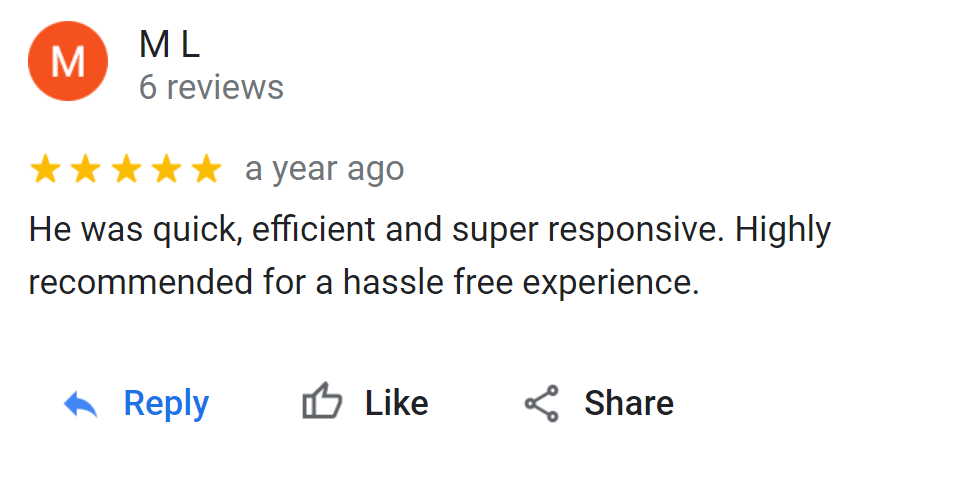 M
M L
6 reviews
a year ago
He was quick, efficient and super responsive. Highly
recommended for a hassle free experience.
Reply
Like
Share